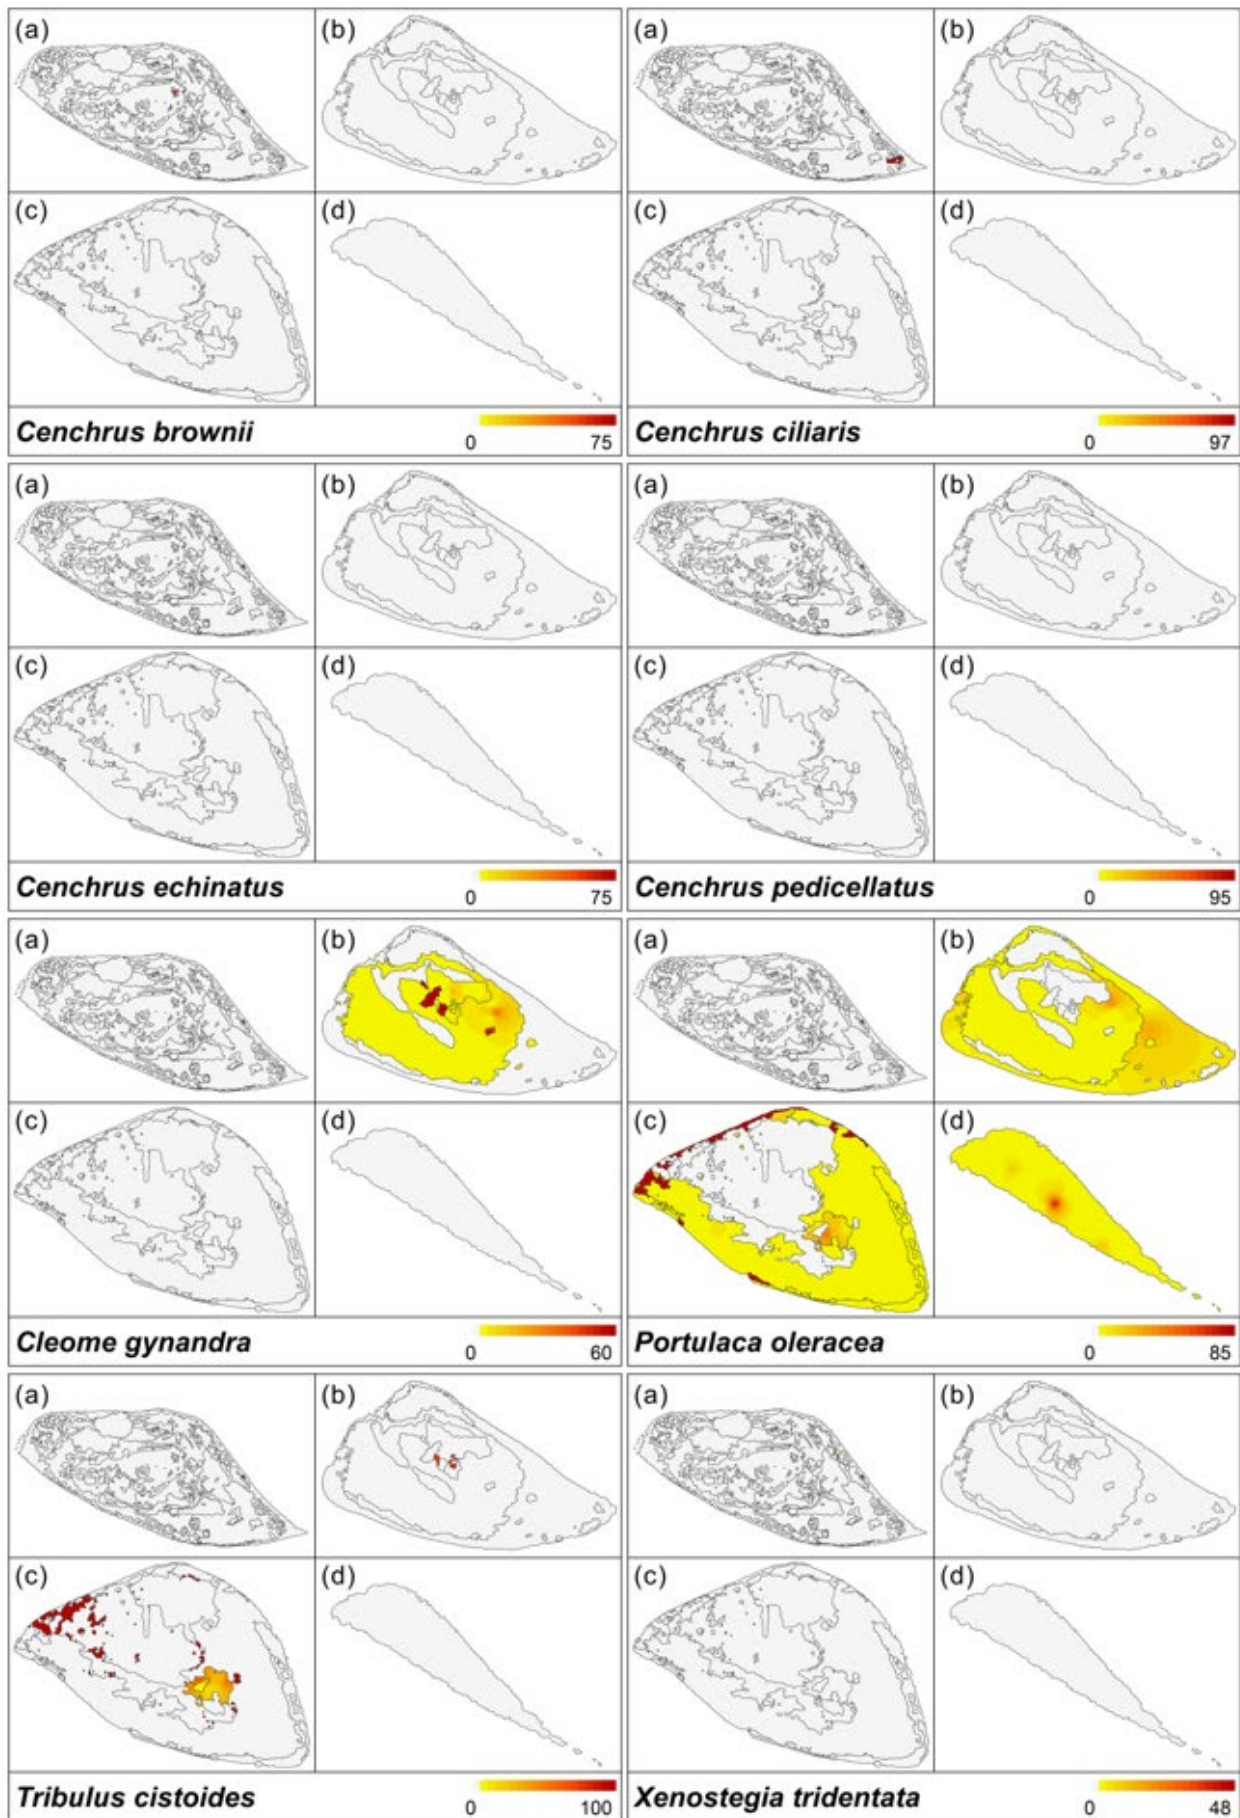 (a) (b) (a) (b)
(c) (d) (c) (d)
Cenchrus brownii 0 75 Cenchrus ciliaris 0 97
(a) (b) (a) (b)
(c) (d) (c) (d)
Cenchrus echinatus 0 75 Cenchrus pedicellatus 0 95
(a) (b) (a) (b)
(c) (d) (c) (d)
Cleome gynandra 0 60 Portulaca oleracea 0 85
(a) (b) (a) (b)
(c) (d) (c) (d)
Tribulus cistoides 0 100 Xenostegia tridentata 0 48